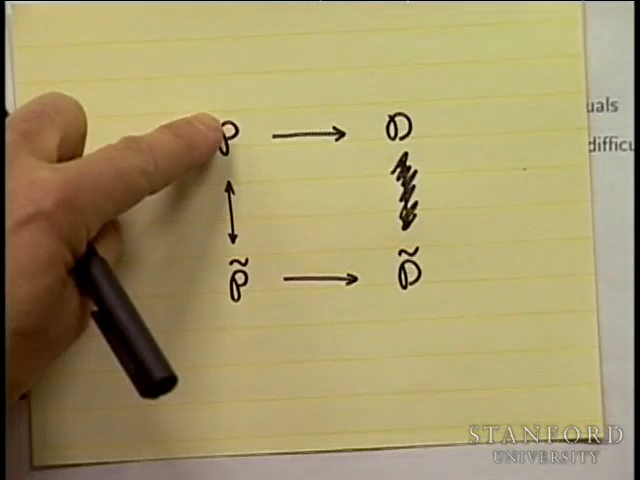 P → D
uals
difficu
↕
P̃ → D̃
STANFORD
UNIVERSITY